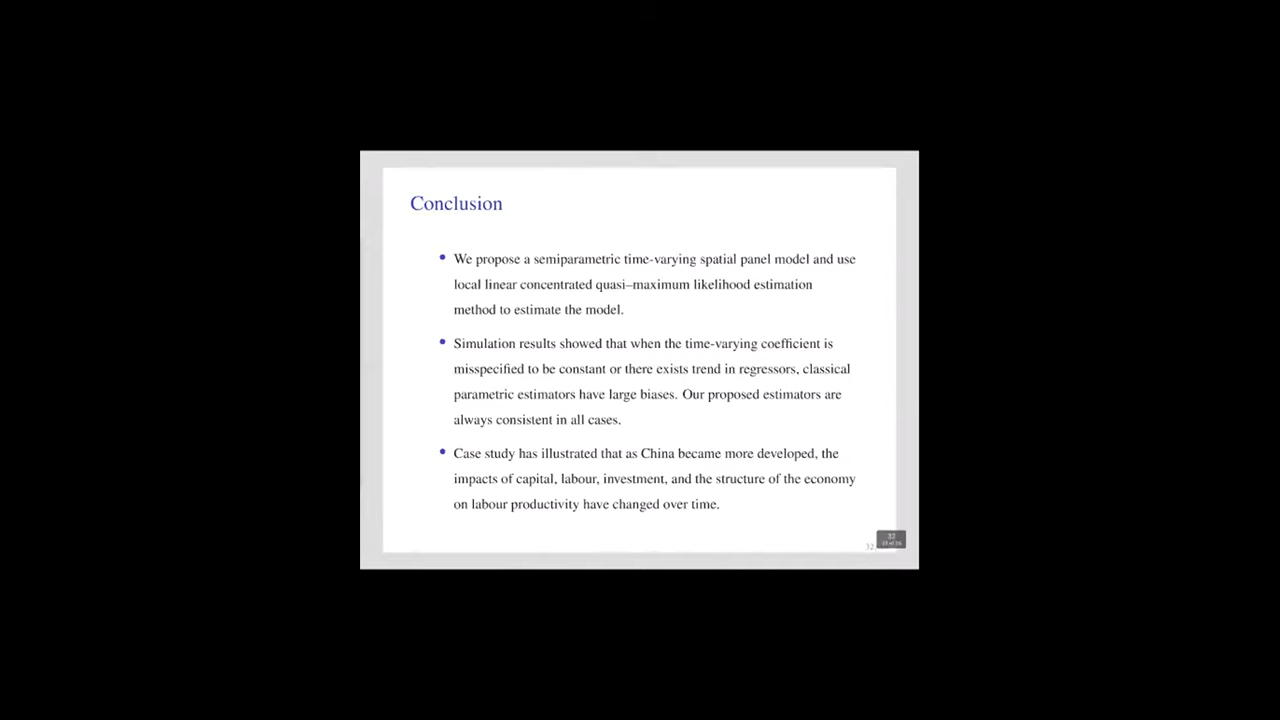 Conclusion
• We propose a semiparametric time-varying spatial panel model and use
local linear concentrated quasi–maximum likelihood estimation
method to estimate the model.
• Simulation results showed that when the time-varying coefficient is
misspecified to be constant or there exists trend in regressors, classical
parametric estimators have large biases. Our proposed estimators are
always consistent in all cases.
• Case study has illustrated that as China became more developed, the
impacts of capital, labour, investment, and the structure of the economy
on labour productivity have changed over time.
32
32